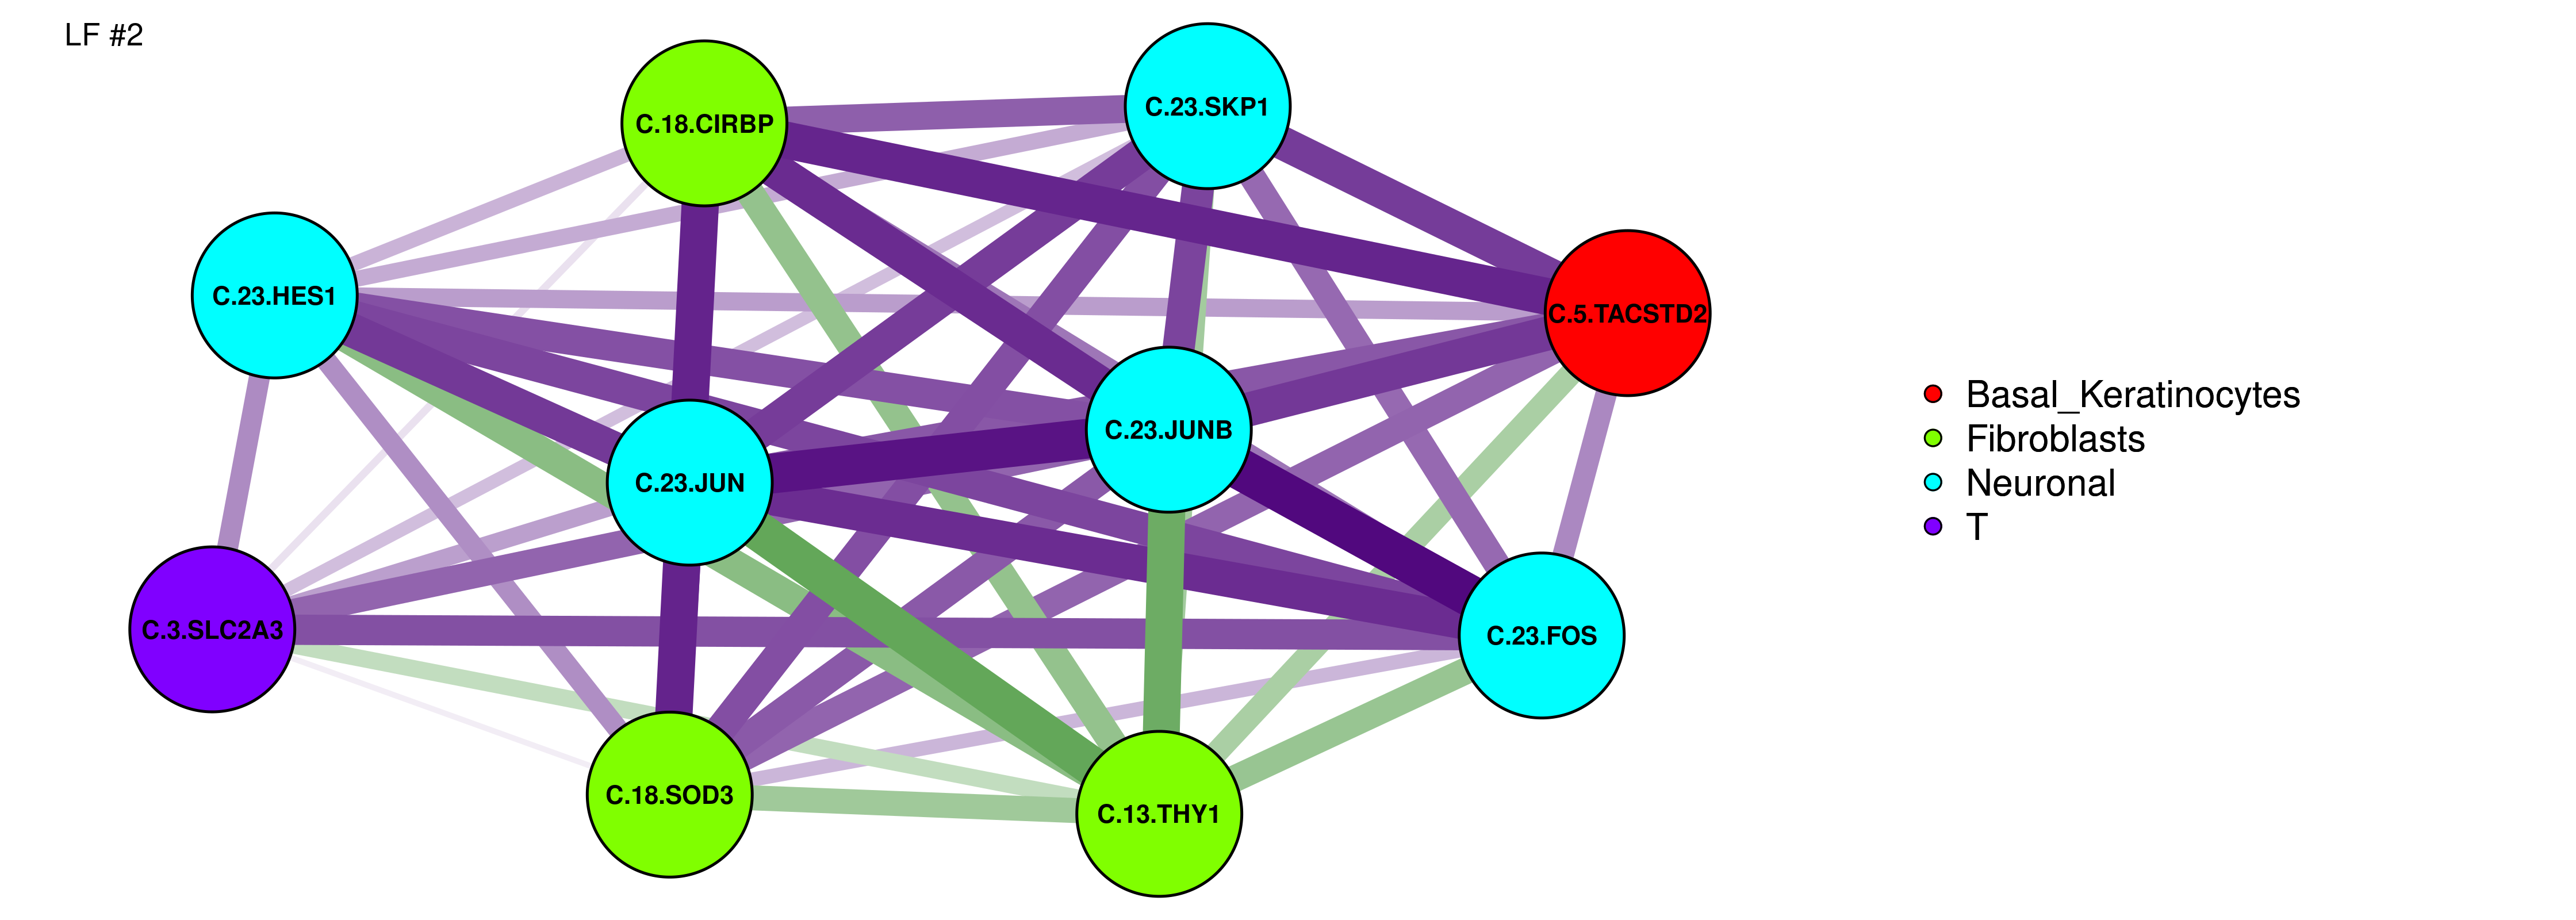 LF #2
C.18.CIRBP
C.23.SKP1
C.23.HES1
C.5.TACSTD2
C.23.JUNB
C.23.JUN
C.3.SLC2A3
C.23.FOS
C.18.SOD3
C.13.THY1
Basal_Keratinocytes
Fibroblasts
Neuronal
T